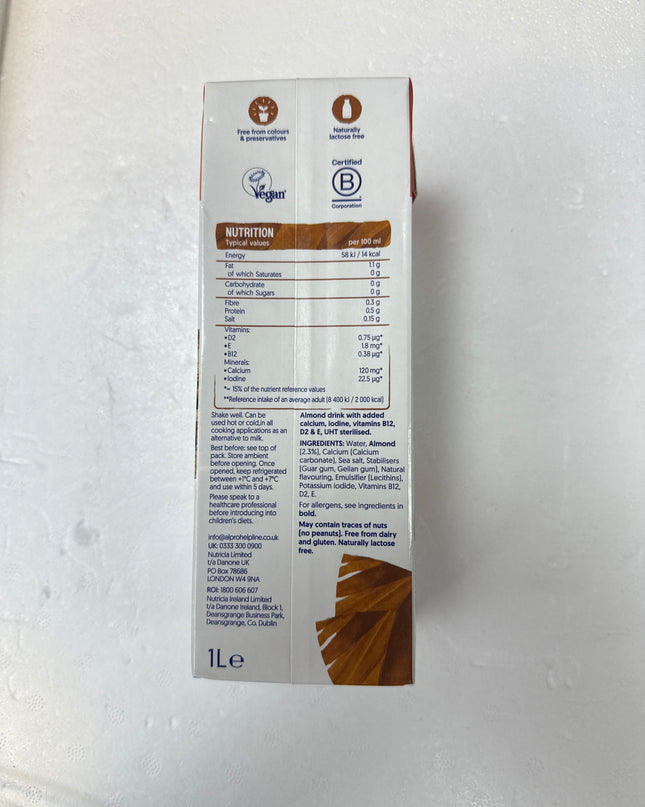 Free from colours
& preservatives
Naturally
lactose free
Vegan
Certified
B
Corporation
NUTRITION
Typical values per 100 ml
Energy 58 kJ / 14 kcal
Fat 1.1 g
of which Saturates 0 g
Carbohydrate 0 g
of which Sugars 0 g
Fibre 0.3 g
Protein 0.5 g
Salt 0.15 g
Vitamins:
•D2 0.75 µg*
•E 1.8 mg*
•B12 0.38 µg*
Minerals:
•Calcium 120 mg*
•Iodine 22.5 µg*
*= 15% of the nutrient reference values
**Reference intake of an average adult (8 400 kJ / 2 000 kcal)
Shake well. Can be
used hot or cold,in all
cooking applications as an
alternative to milk.
Best before: see top of
pack. Store ambient
before opening. Once
opened, keep refrigerated
between +1°C and +7°C
and use within 5 days.
Please speak to a
healthcare professional
before introducing into
children's diets.
info@alprohelpline.co.uk
UK: 0333 300 0900
Nutricia Limited
t/a Danone UK
PO Box 78686
LONDON W4 9NA
ROI: 1800 606 607
Nutricia Ireland Limited
t/a Danone Ireland, Block 1,
Deansgrange Business Park,
Deansgrange, Co. Dublin
1L e
Almond drink with added
calcium, iodine, vitamins B12,
D2 & E, UHT sterilised.
INGREDIENTS: Water, Almond
(2.3%), Calcium (Calcium
carbonate), Sea salt, Stabilisers
(Guar gum, Gellan gum), Natural
flavouring, Emulsifier (Lecithins),
Potassium iodide, Vitamins B12,
D2, E.
For allergens, see ingredients in
bold.
May contain traces of nuts
(no peanuts). Free from dairy
and gluten. Naturally lactose
free.